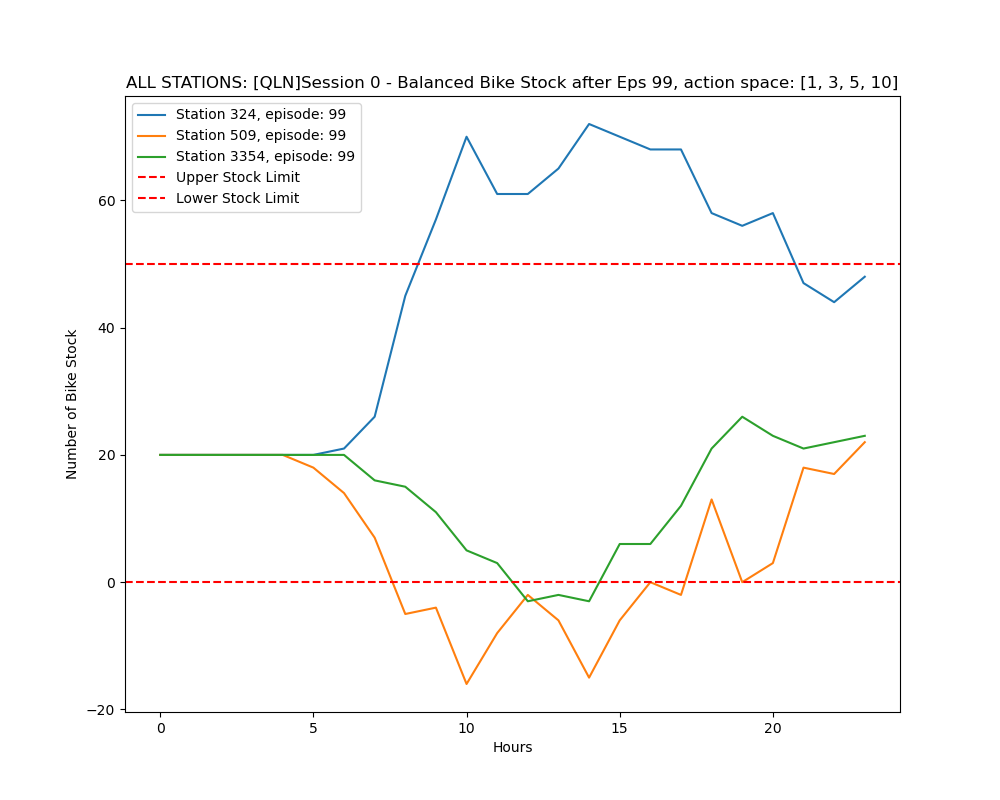 ALL STATIONS: [QLN]Session 0 - Balanced Bike Stock after Eps 99, action space: [1, 3, 5, 10]
Station 324, episode: 99
Station 509, episode: 99
Station 3354, episode: 99
Upper Stock Limit
Lower Stock Limit
Number of Bike Stock
60
40
20
0
−20
0 5 10 15 20
Hours